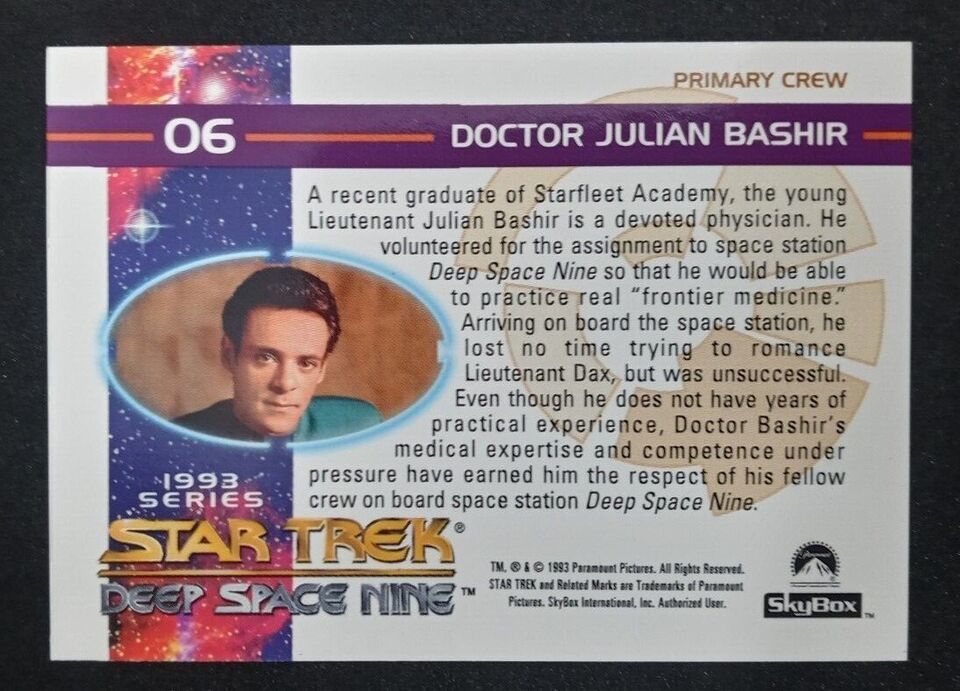 PRIMARY CREW
06 DOCTOR JULIAN BASHIR
A recent graduate of Starfleet Academy, the young
Lieutenant Julian Bashir is a devoted physician. He
volunteered for the assignment to space station
Deep Space Nine so that he would be able
to practice real "frontier medicine."
Arriving on board the space station, he
lost no time trying to romance
Lieutenant Dax, but was unsuccessful.
Even though he does not have years of
practical experience, Doctor Bashir's
medical expertise and competence under
pressure have earned him the respect of his fellow
crew on board space station Deep Space Nine.
1993
SERIES
STAR TREK®
DEEP SPACE NINE™
TM, ® & © 1993 Paramount Pictures. All Rights Reserved.
STAR TREK and Related Marks are Trademarks of Paramount
Pictures. SkyBox International, Inc. Authorized User.
Paramount
SkyBox™